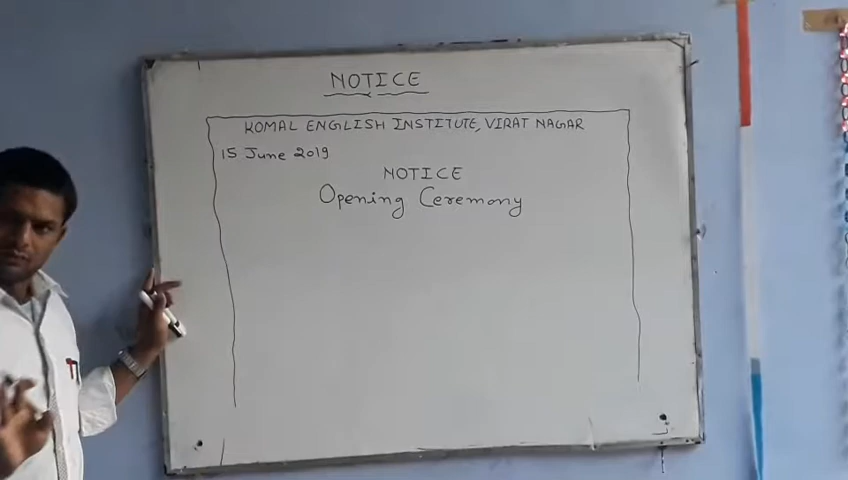 NOTICE
KOMAL ENGLISH INSTITUTE, VIRAT NAGAR
15 June 2019
NOTICE
Opening Ceremony